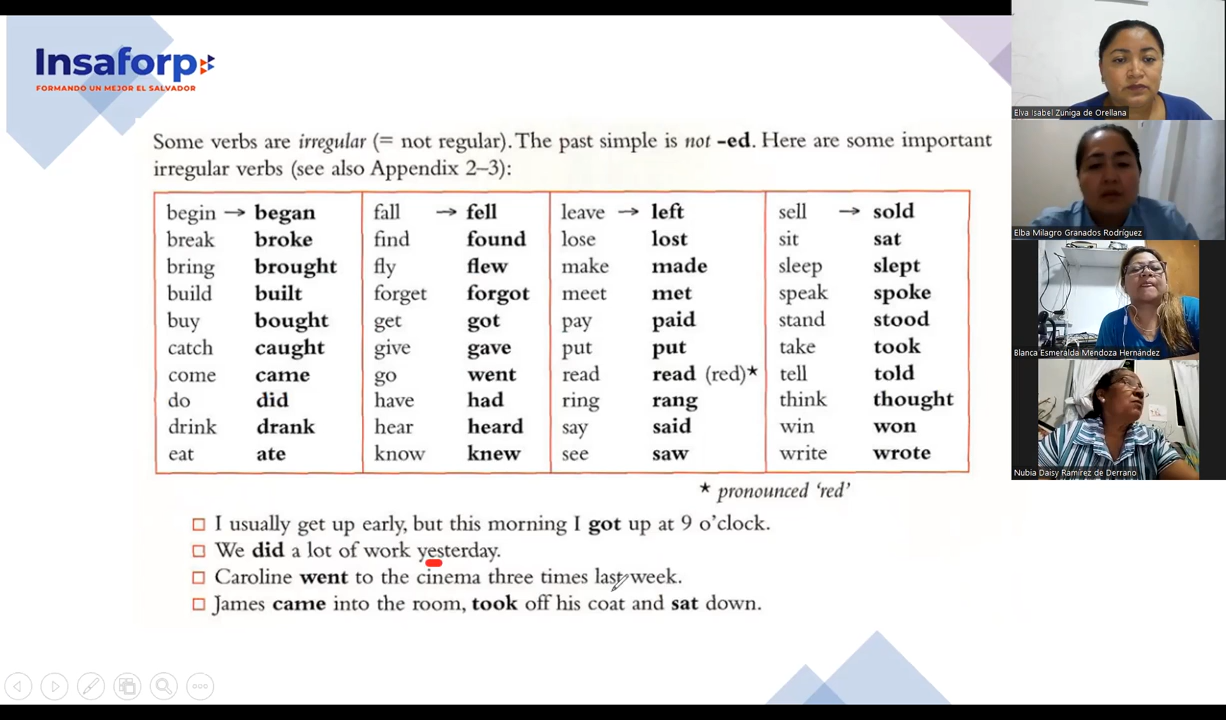 Insaforp
FORMANDO UN MEJOR EL SALVADOR
Some verbs are irregular (= not regular). The past simple is not -ed. Here are some important
irregular verbs (see also Appendix 2–3):
begin → began fall → fell leave → left sell → sold
break broke find found lose lost sit sat
bring brought fly flew make made sleep slept
build built forget forgot meet met speak spoke
buy bought get got pay paid stand stood
catch caught give gave put put take took
come came go went read read (red)* tell told
do did have had ring rang think thought
drink drank hear heard say said win won
eat ate know knew see saw write wrote
* pronounced 'red'
□ I usually get up early, but this morning I got up at 9 o'clock.
□ We did a lot of work yesterday.
□ Caroline went to the cinema three times last week.
□ James came into the room, took off his coat and sat down.
Elva Isabel Zuniga de Orellana
Elba Milagro Granados Rodríguez
Blanca Esmeralda Mendoza Hernández
Nubia Daisy Ramírez de Derrano